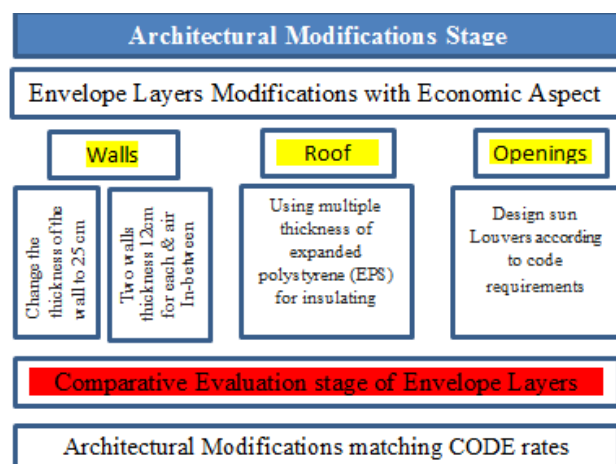 Architectural Modifications Stage
Envelope Layers Modifications with Economic Aspect
Walls
Roof
Openings
Change the
thickness of the
wall to 25 cm
Two walls
thickness 12cm
for each & air
In-between
Using multiple
thickness of
expanded
polystyrene (EPS)
for insulating
Design sun
Louvers according
to code
requirements
Comparative Evaluation stage of Envelope Layers
Architectural Modifications matching CODE rates